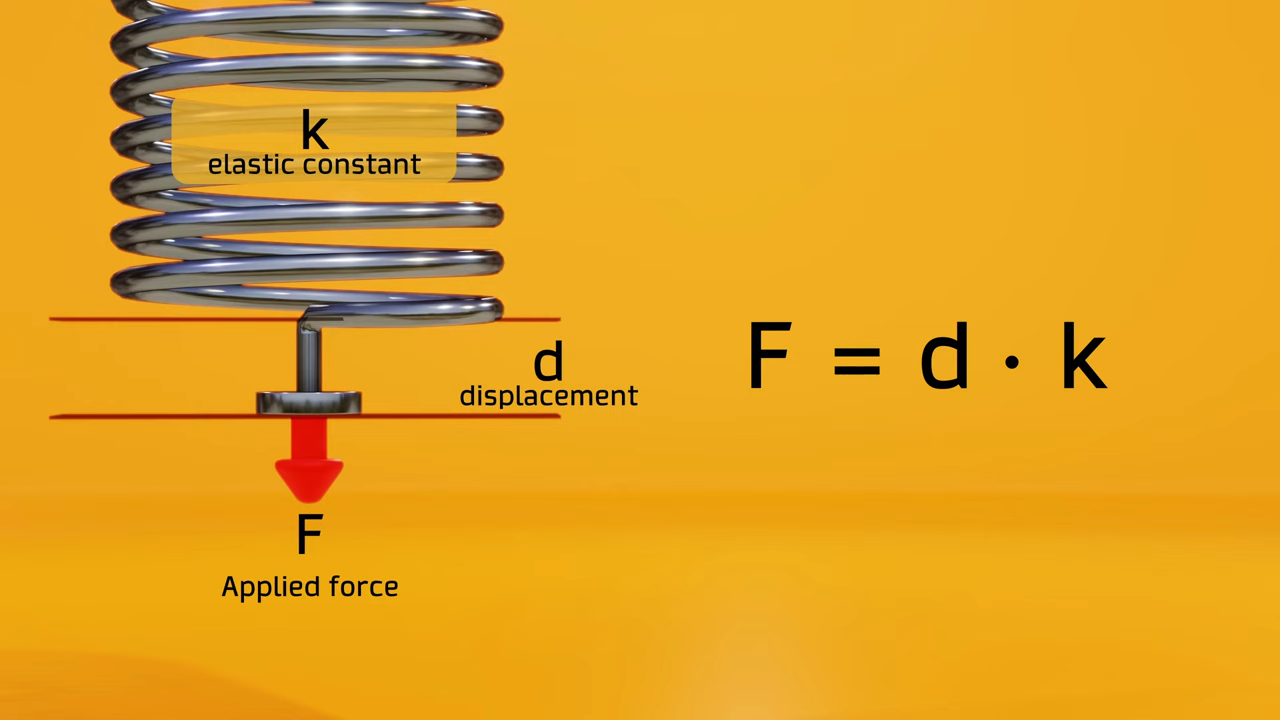 k
elastic constant
d
displacement
F = d · k
F
Applied force